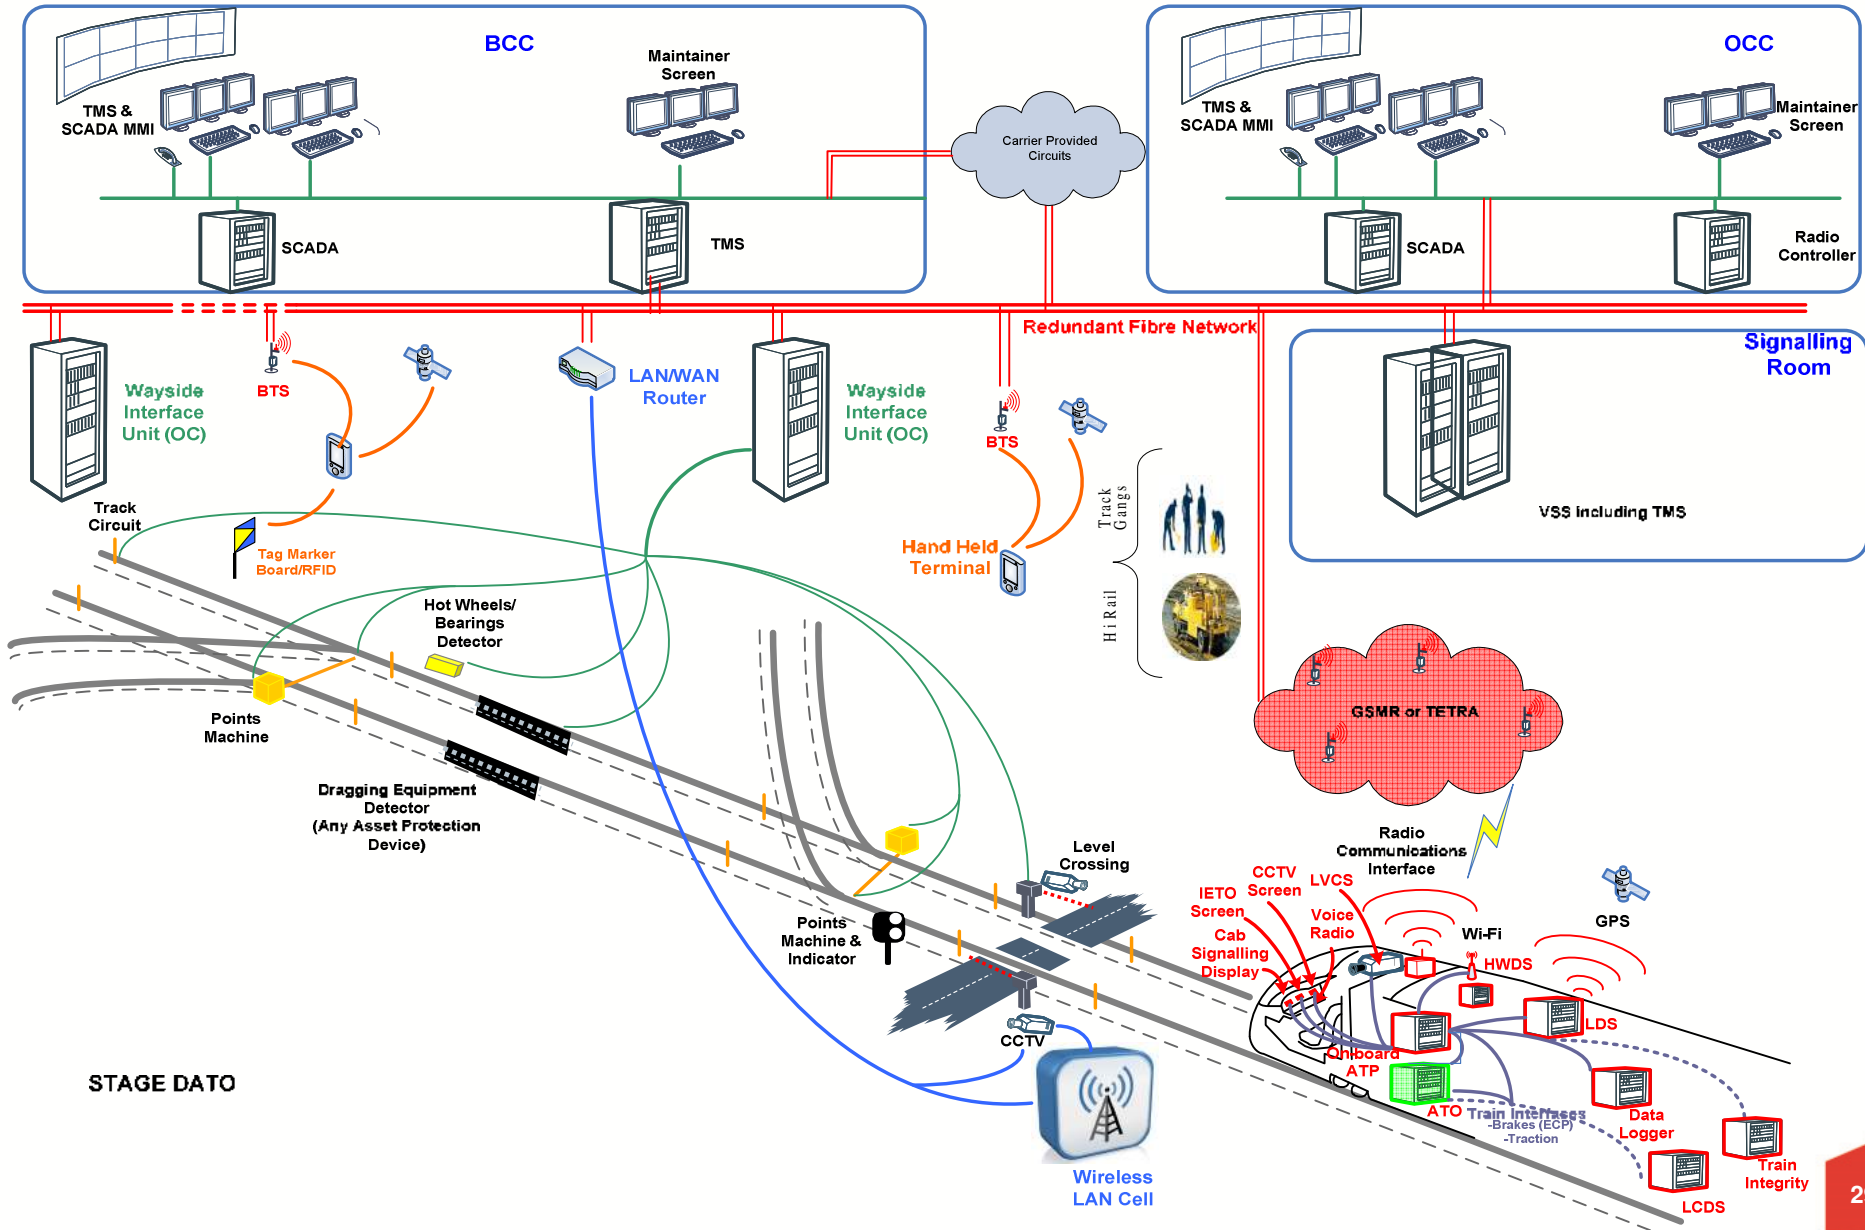 BCC
OCC
Maintainer
Screen
TMS &
SCADA MMI
SCADA
TMS
Carrier Provided
Circuits
TMS &
SCADA MMI
Maintainer
Screen
SCADA
Radio
Controller
Redundant Fibre Network
Signalling
Room
VSS including TMS
Wayside
Interface
Unit (OC)
BTS
LAN/WAN
Router
Wayside
Interface
Unit (OC)
BTS
Track
Circuit
Tag Marker
Board/RFID
Hand Held
Terminal
Track
Gangs
Hi Rail
Hot Wheels/
Bearings
Detector
Points
Machine
Dragging Equipment
Detector
(Any Asset Protection
Device)
GSMR or TETRA
Radio
Communications
Interface
Level
Crossing
Points
Machine &
Indicator
CCTV
Wireless
LAN Cell
CCTV
Screen
LVCS
IETO
Screen
Voice
Radio
Cab
Signalling
Display
Wi-Fi
GPS
HWDS
LDS
On-board
ATP
ATO
Train Interfaces
-Brakes (ECP)
-Traction
Data
Logger
Train
Integrity
LCDS
STAGE DATO